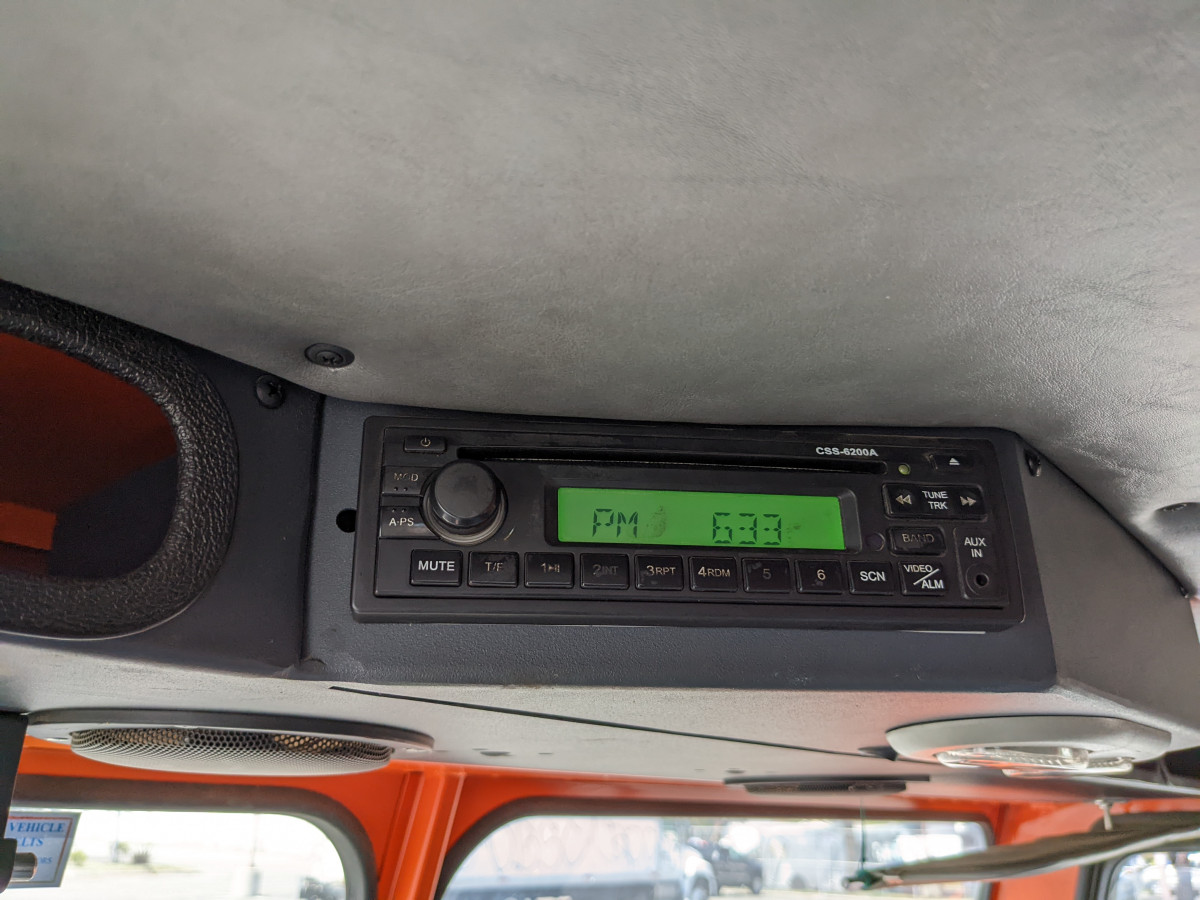 CSS-6200A
MOD
A·PS
PM 633
TUNE
TRK
BAND
AUX
IN
MUTE
T/F
1
2INT
3RPT
4RDM
5
6
SCN
VIDEO/ALM
VEHICLE